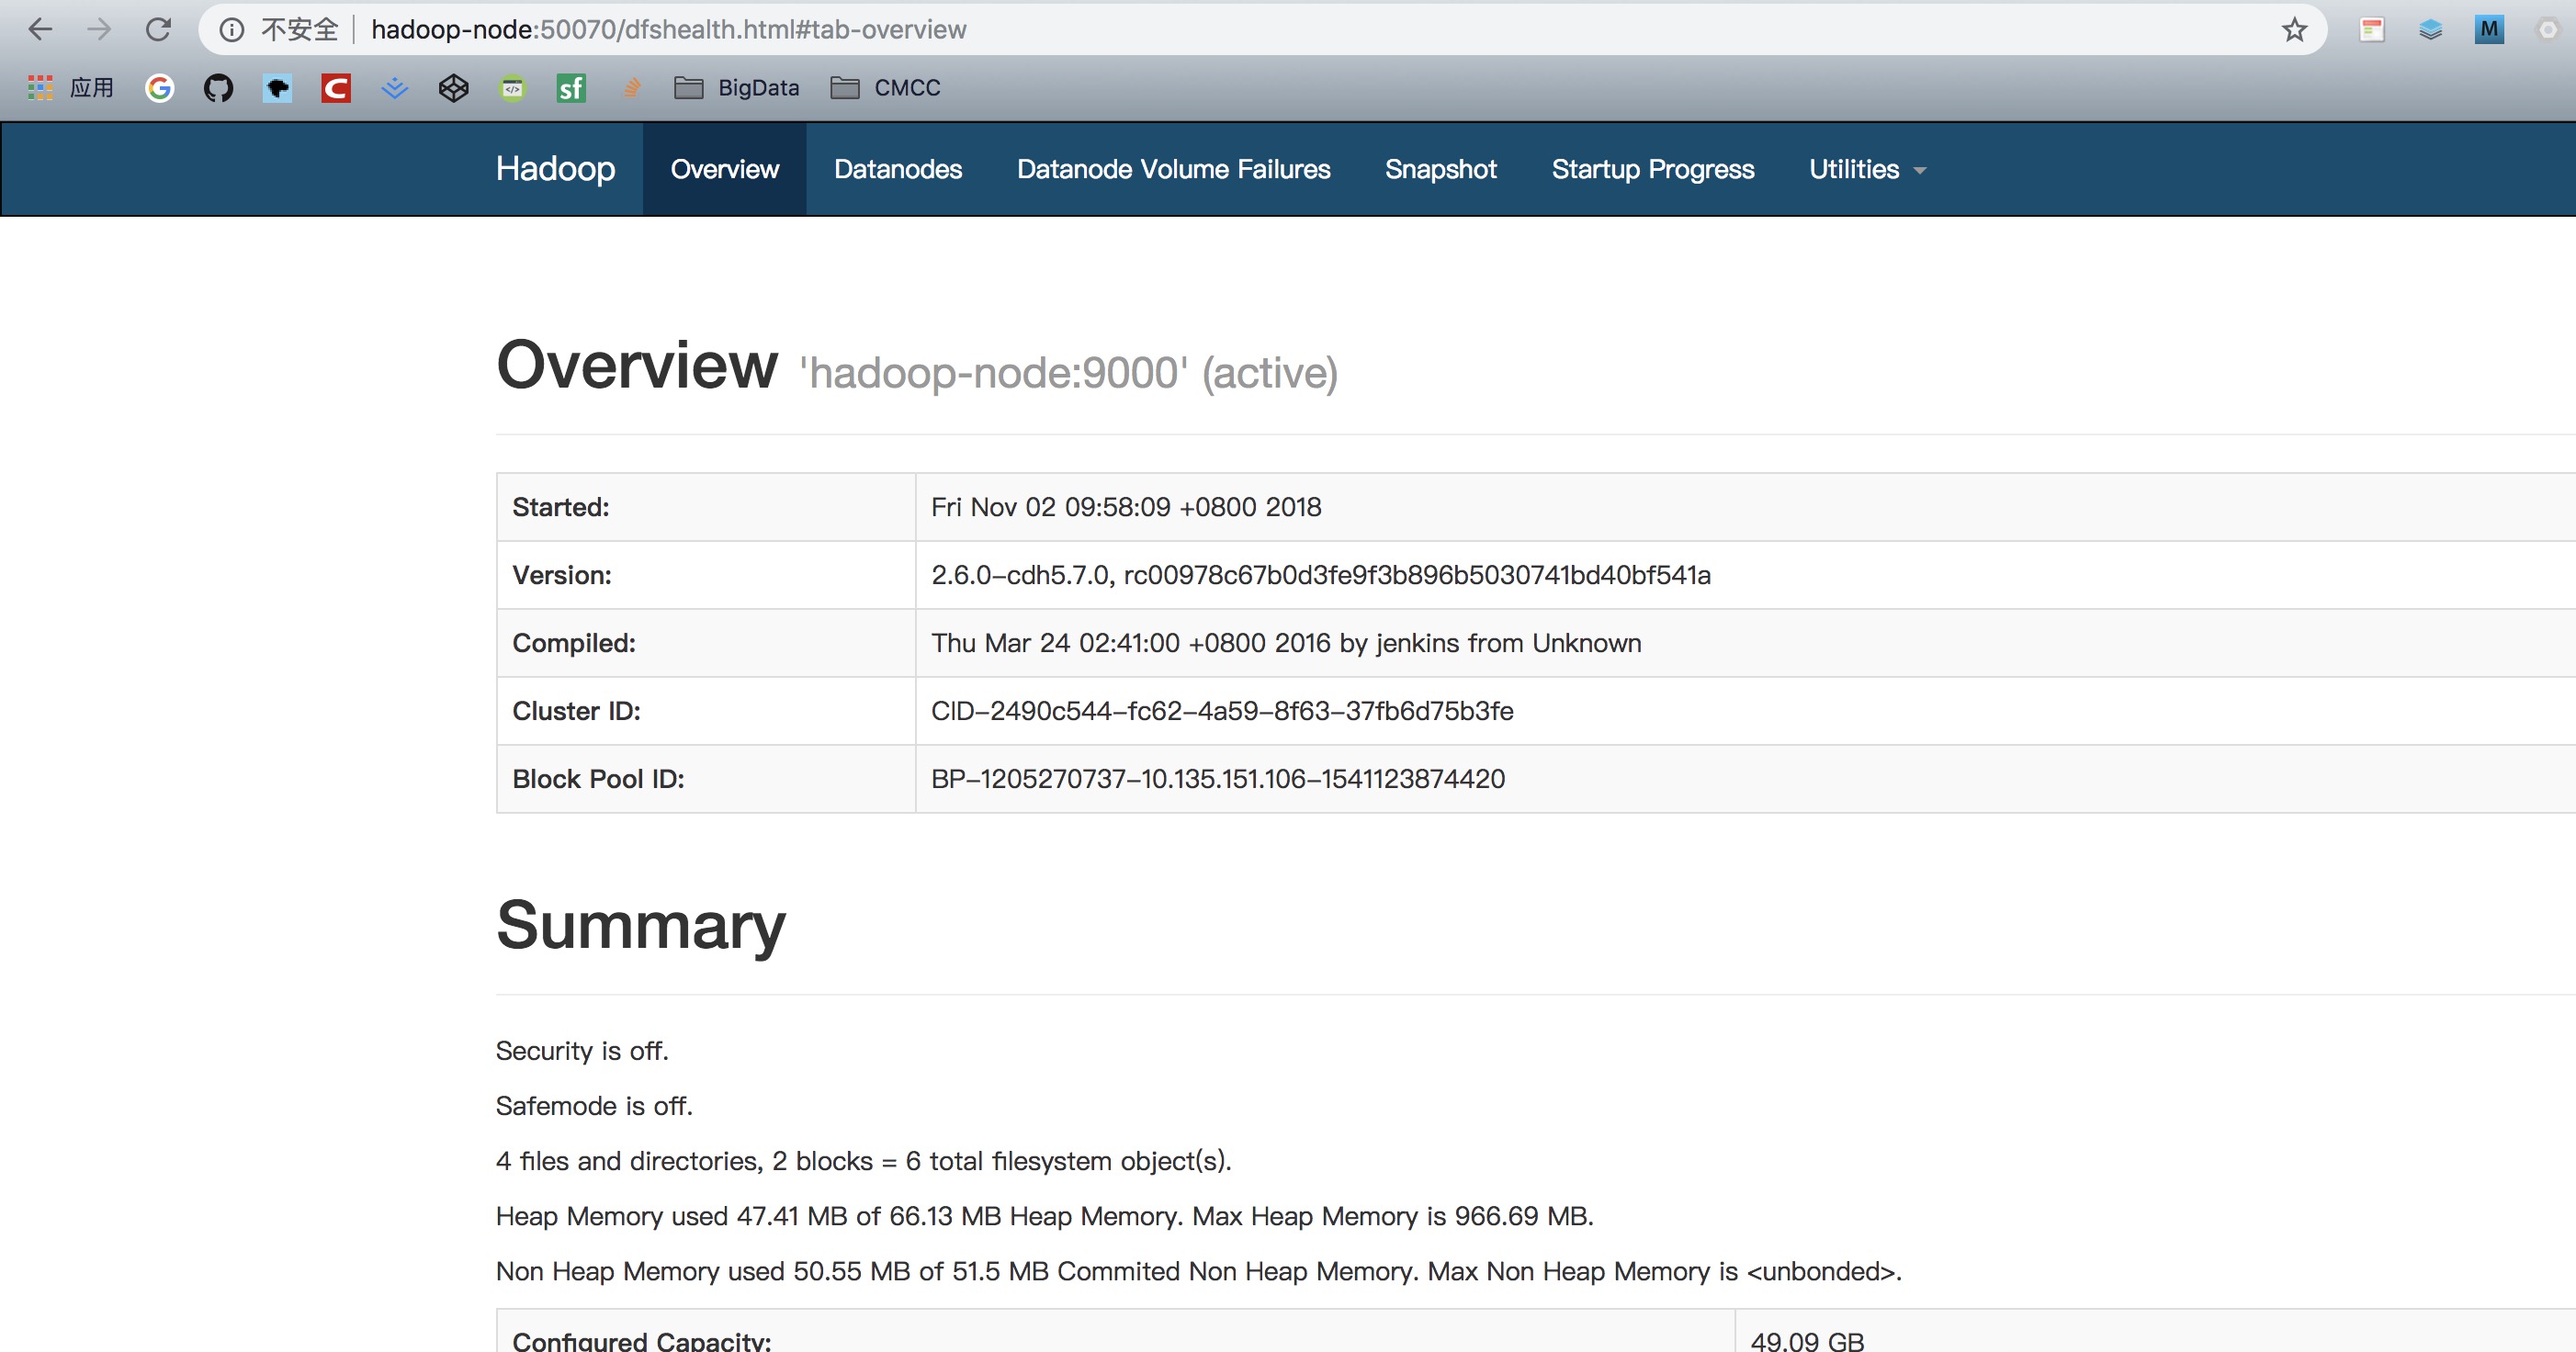 不安全 hadoop-node:50070/dfshealth.html#tab-overview M
应用 G C </> sf BigData CMCC
Hadoop Overview Datanodes Datanode Volume Failures Snapshot Startup Progress Utilities
Overview 'hadoop-node:9000' (active)
Started: Fri Nov 02 09:58:09 +0800 2018
Version: 2.6.0-cdh5.7.0, rc00978c67b0d3fe9f3b896b5030741bd40bf541a
Compiled: Thu Mar 24 02:41:00 +0800 2016 by jenkins from Unknown
Cluster ID: CID-2490c544-fc62-4a59-8f63-37fb6d75b3fe
Block Pool ID: BP-1205270737-10.135.151.106-1541123874420
Summary
Security is off.
Safemode is off.
4 files and directories, 2 blocks = 6 total filesystem object(s).
Heap Memory used 47.41 MB of 66.13 MB Heap Memory. Max Heap Memory is 966.69 MB.
Non Heap Memory used 50.55 MB of 51.5 MB Commited Non Heap Memory. Max Non Heap Memory is <unbonded>.
Configured Capacity: 49.09 GB